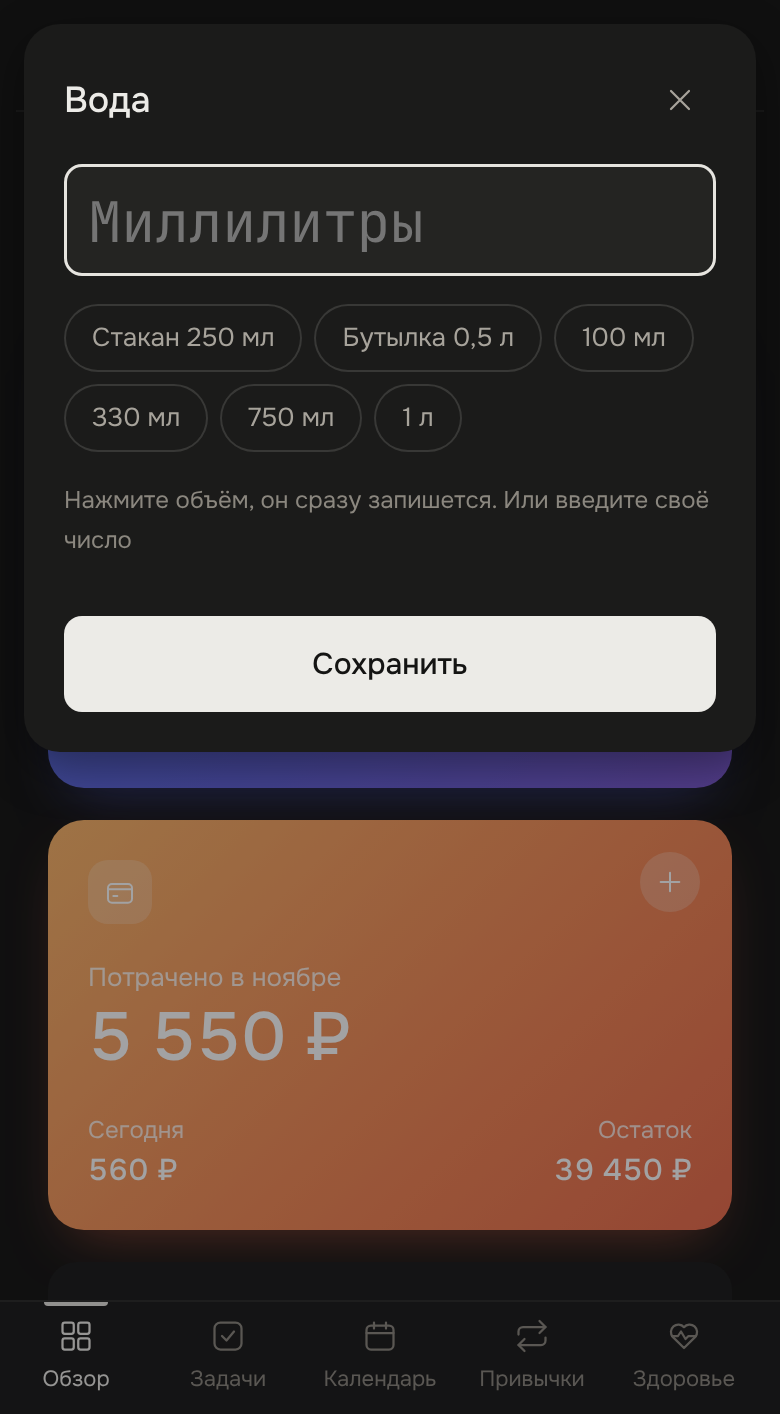 Вода
Миллилитры
Стакан 250 мл Бутылка 0,5 л 100 мл
330 мл 750 мл 1 л
Нажмите объём, он сразу запишется. Или введите своё
число
Сохранить
Потрачено в ноябре
5 550 ₽
Сегодня Остаток
560 ₽ 39 450 ₽
Обзор Задачи Календарь Привычки Здоровье